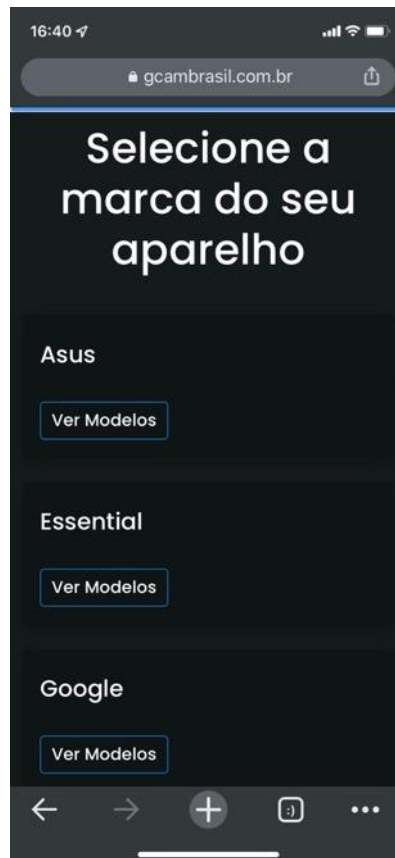 16:40
gcambrasil.com.br
Selecione a
marca do seu
aparelho
Asus
Ver Modelos
Essential
Ver Modelos
Google
Ver Modelos
:)